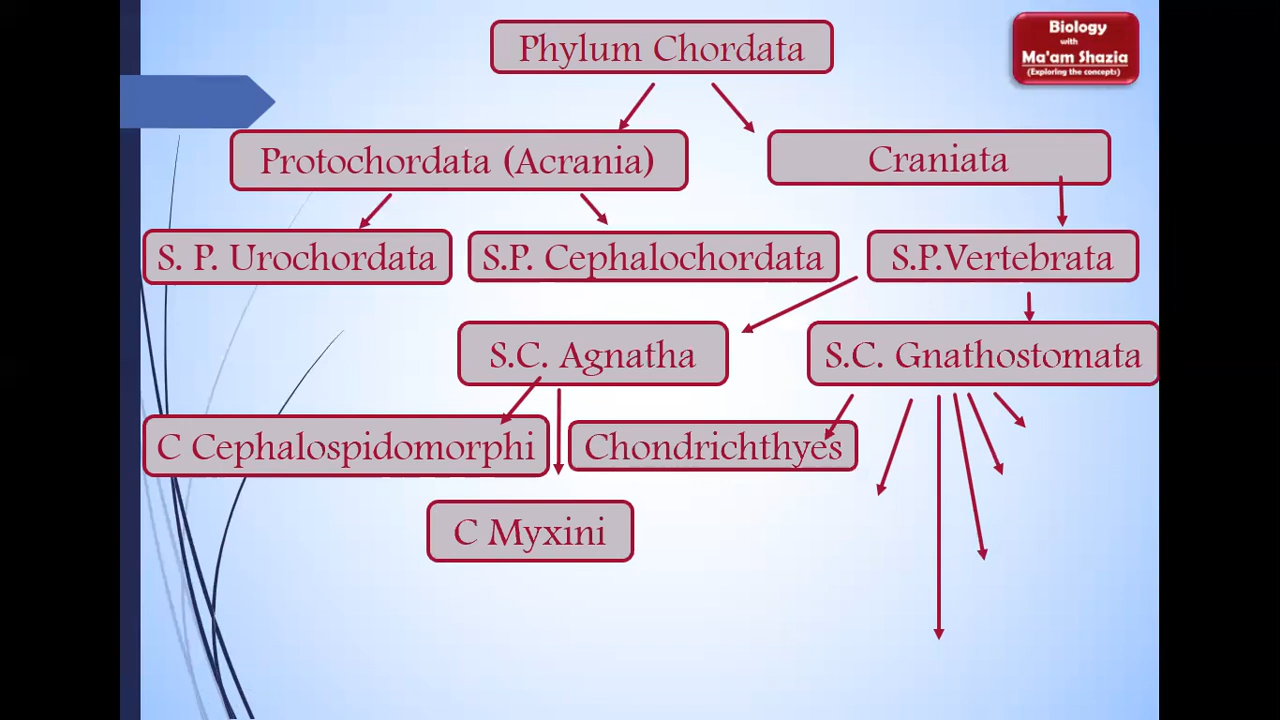 Phylum Chordata
Biology
with
Ma'am Shazia
(Exploring the concepts)
Protochordata (Acrania)
Craniata
S. P. Urochordata
S.P. Cephalochordata
S.P.Vertebrata
S.C. Agnatha
S.C. Gnathostomata
C Cephalospidomorphi
Chondrichthyes
C Myxini